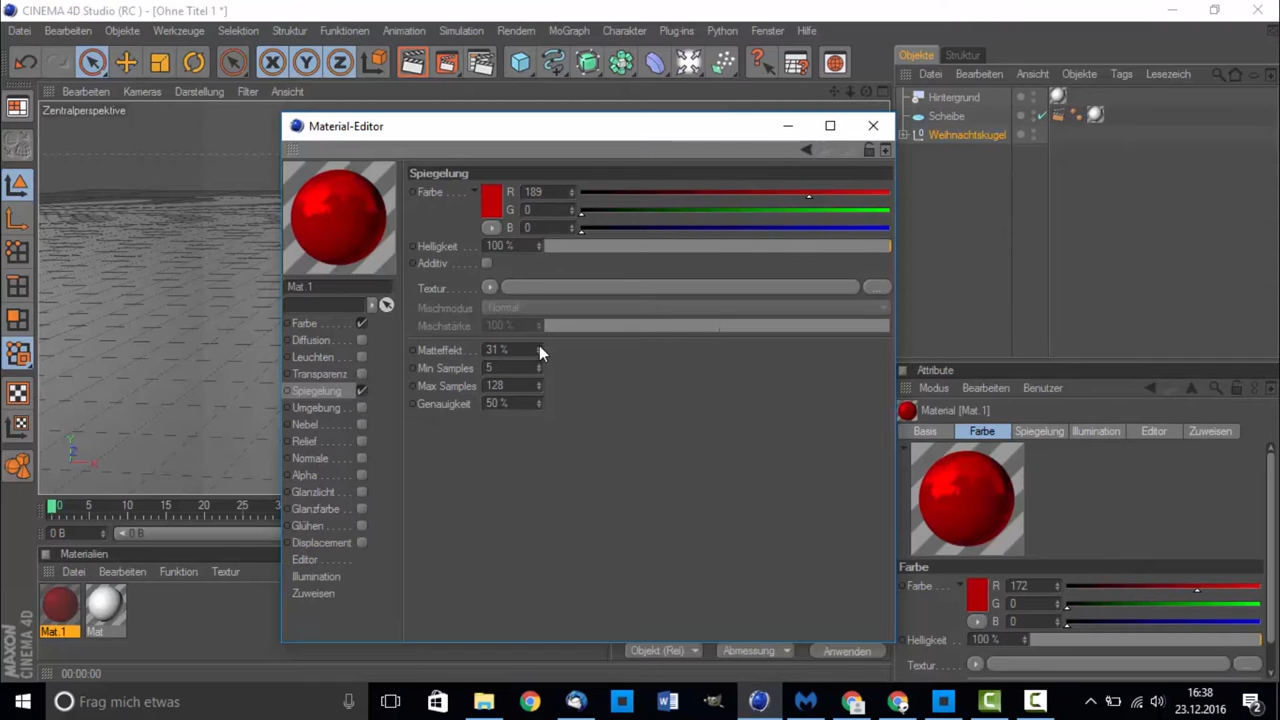 CINEMA 4D Studio (RC ) - [Ohne Titel 1 *]
Datei Bearbeiten Objekte Werkzeuge Selektion Struktur Funktionen Animation Simulation Rendern MoGraph Charakter Plug-ins Python Fenster Hilfe
X Y Z
Objekte Struktur
Datei Bearbeiten Ansicht Objekte Tags Lesezeich
Hintergrund
Scheibe
Weihnachtskugel
Bearbeiten Kameras Darstellung Filter Ansicht
Zentralperspektive
Material-Editor
Spiegelung
Farbe . . . . R 189
G 0
B 0
Helligkeit 100 %
Additiv . . . .
Textur. . . . . ...
Mischmodus Normal
Mischstärke 100 %
Matteffekt . . 31 %
Min Samples 5
Max Samples 128
Genauigkeit 50 %
Mat.1
Farbe
Diffusion
Leuchten
Transparenz
Spiegelung
Umgebung
Nebel
Relief
Normale
Alpha
Glanzlicht
Glanzfarbe
Glühen
Displacement
Editor
Illumination
Zuweisen
Y
Z
X
0 5 10 15 20 25
0 B 0 B
Materialien
Datei Bearbeiten Funktion Textur
Mat.1 Mat
MAXON
CINEMA 4D
00:00:00
Objekt (Rel) Abmessung Anwenden
Attribute
Modus Bearbeiten Benutzer
Material [Mat.1]
Basis Farbe Spiegelung Illumination Editor Zuweisen
Farbe
Farbe . . . R 172
G 0
B 0
Helligkeit 100 %
Textur. . . . . ...
Frag mich etwas
16:38
23.12.2016